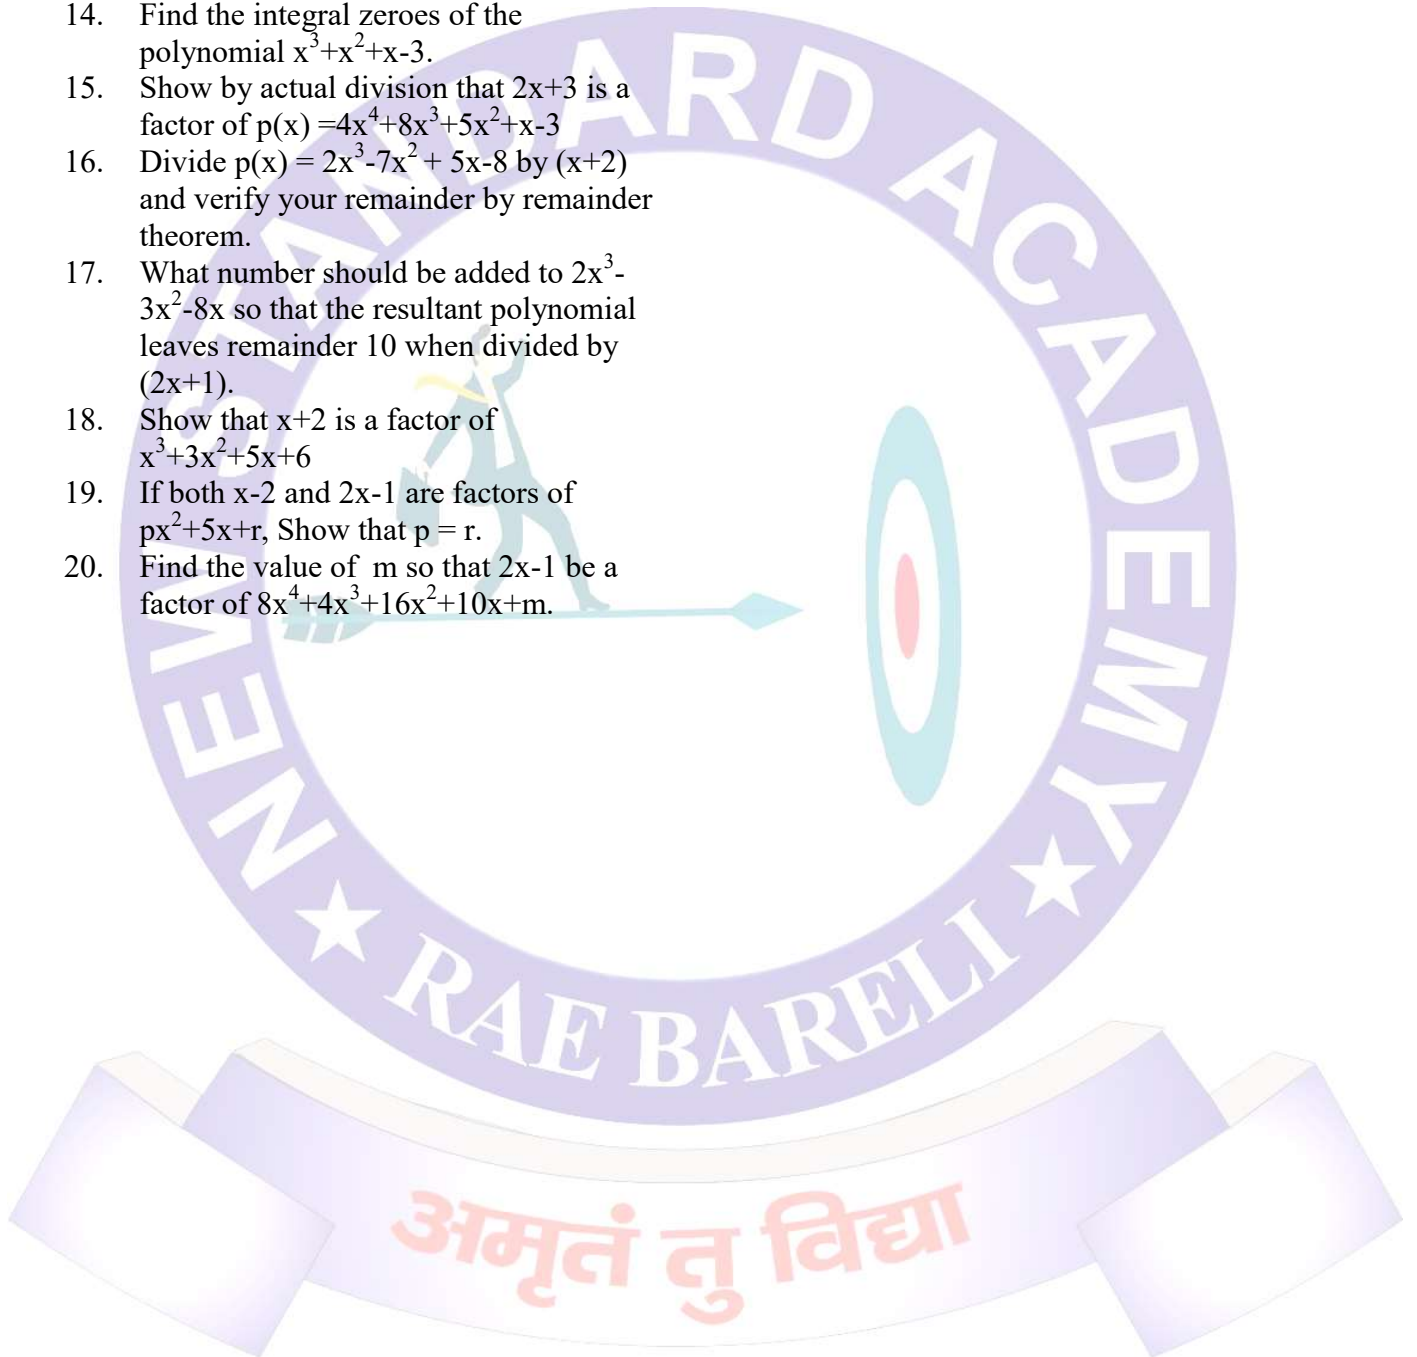 14. Find the integral zeroes of the
polynomial x³+x²+x-3.
15. Show by actual division that 2x+3 is a
factor of p(x) =4x⁴+8x³+5x²+x-3
16. Divide p(x) = 2x³-7x² + 5x-8 by (x+2)
and verify your remainder by remainder
theorem.
17. What number should be added to 2x³-
3x²-8x so that the resultant polynomial
leaves remainder 10 when divided by
(2x+1).
18. Show that x+2 is a factor of
x³+3x²+5x+6
19. If both x-2 and 2x-1 are factors of
px²+5x+r, Show that p = r.
20. Find the value of m so that 2x-1 be a
factor of 8x⁴+4x³+16x²+10x+m.
NEW STANDARD ACADEMY
★ RAE BARELI ★
अमृतं तु विद्या